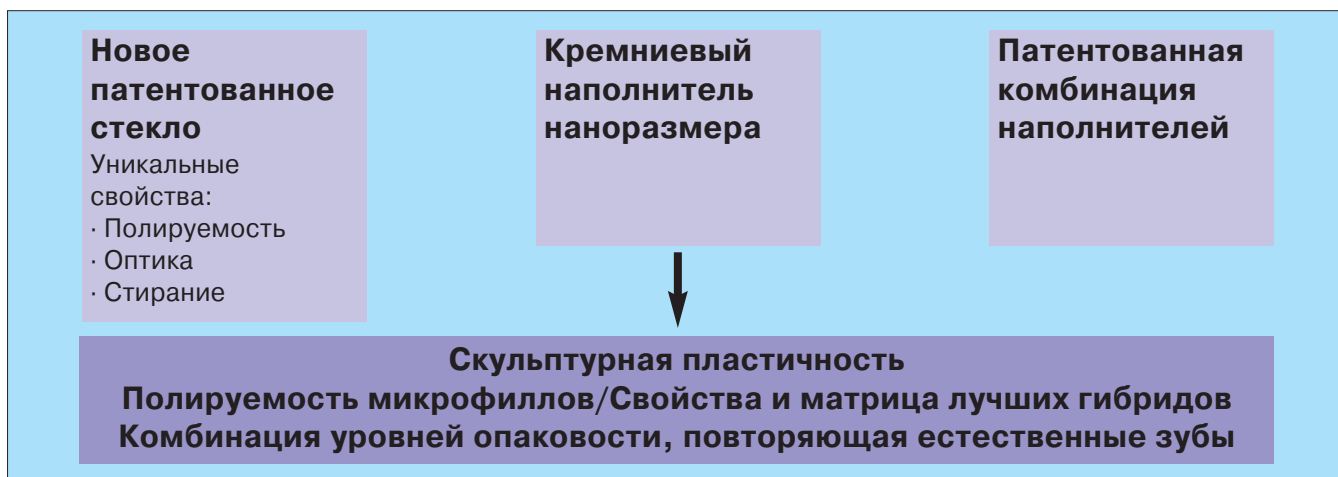 Новое
патентованное
стекло
Уникальные
свойства:
· Полируемость
· Оптика
· Стирание
Кремниевый
наполнитель
наноразмера
Патентованная
комбинация
наполнителей
Скульптурная пластичность
Полируемость микрофиллов/Свойства и матрица лучших гибридов
Комбинация уровней опаковости, повторяющая естественные зубы